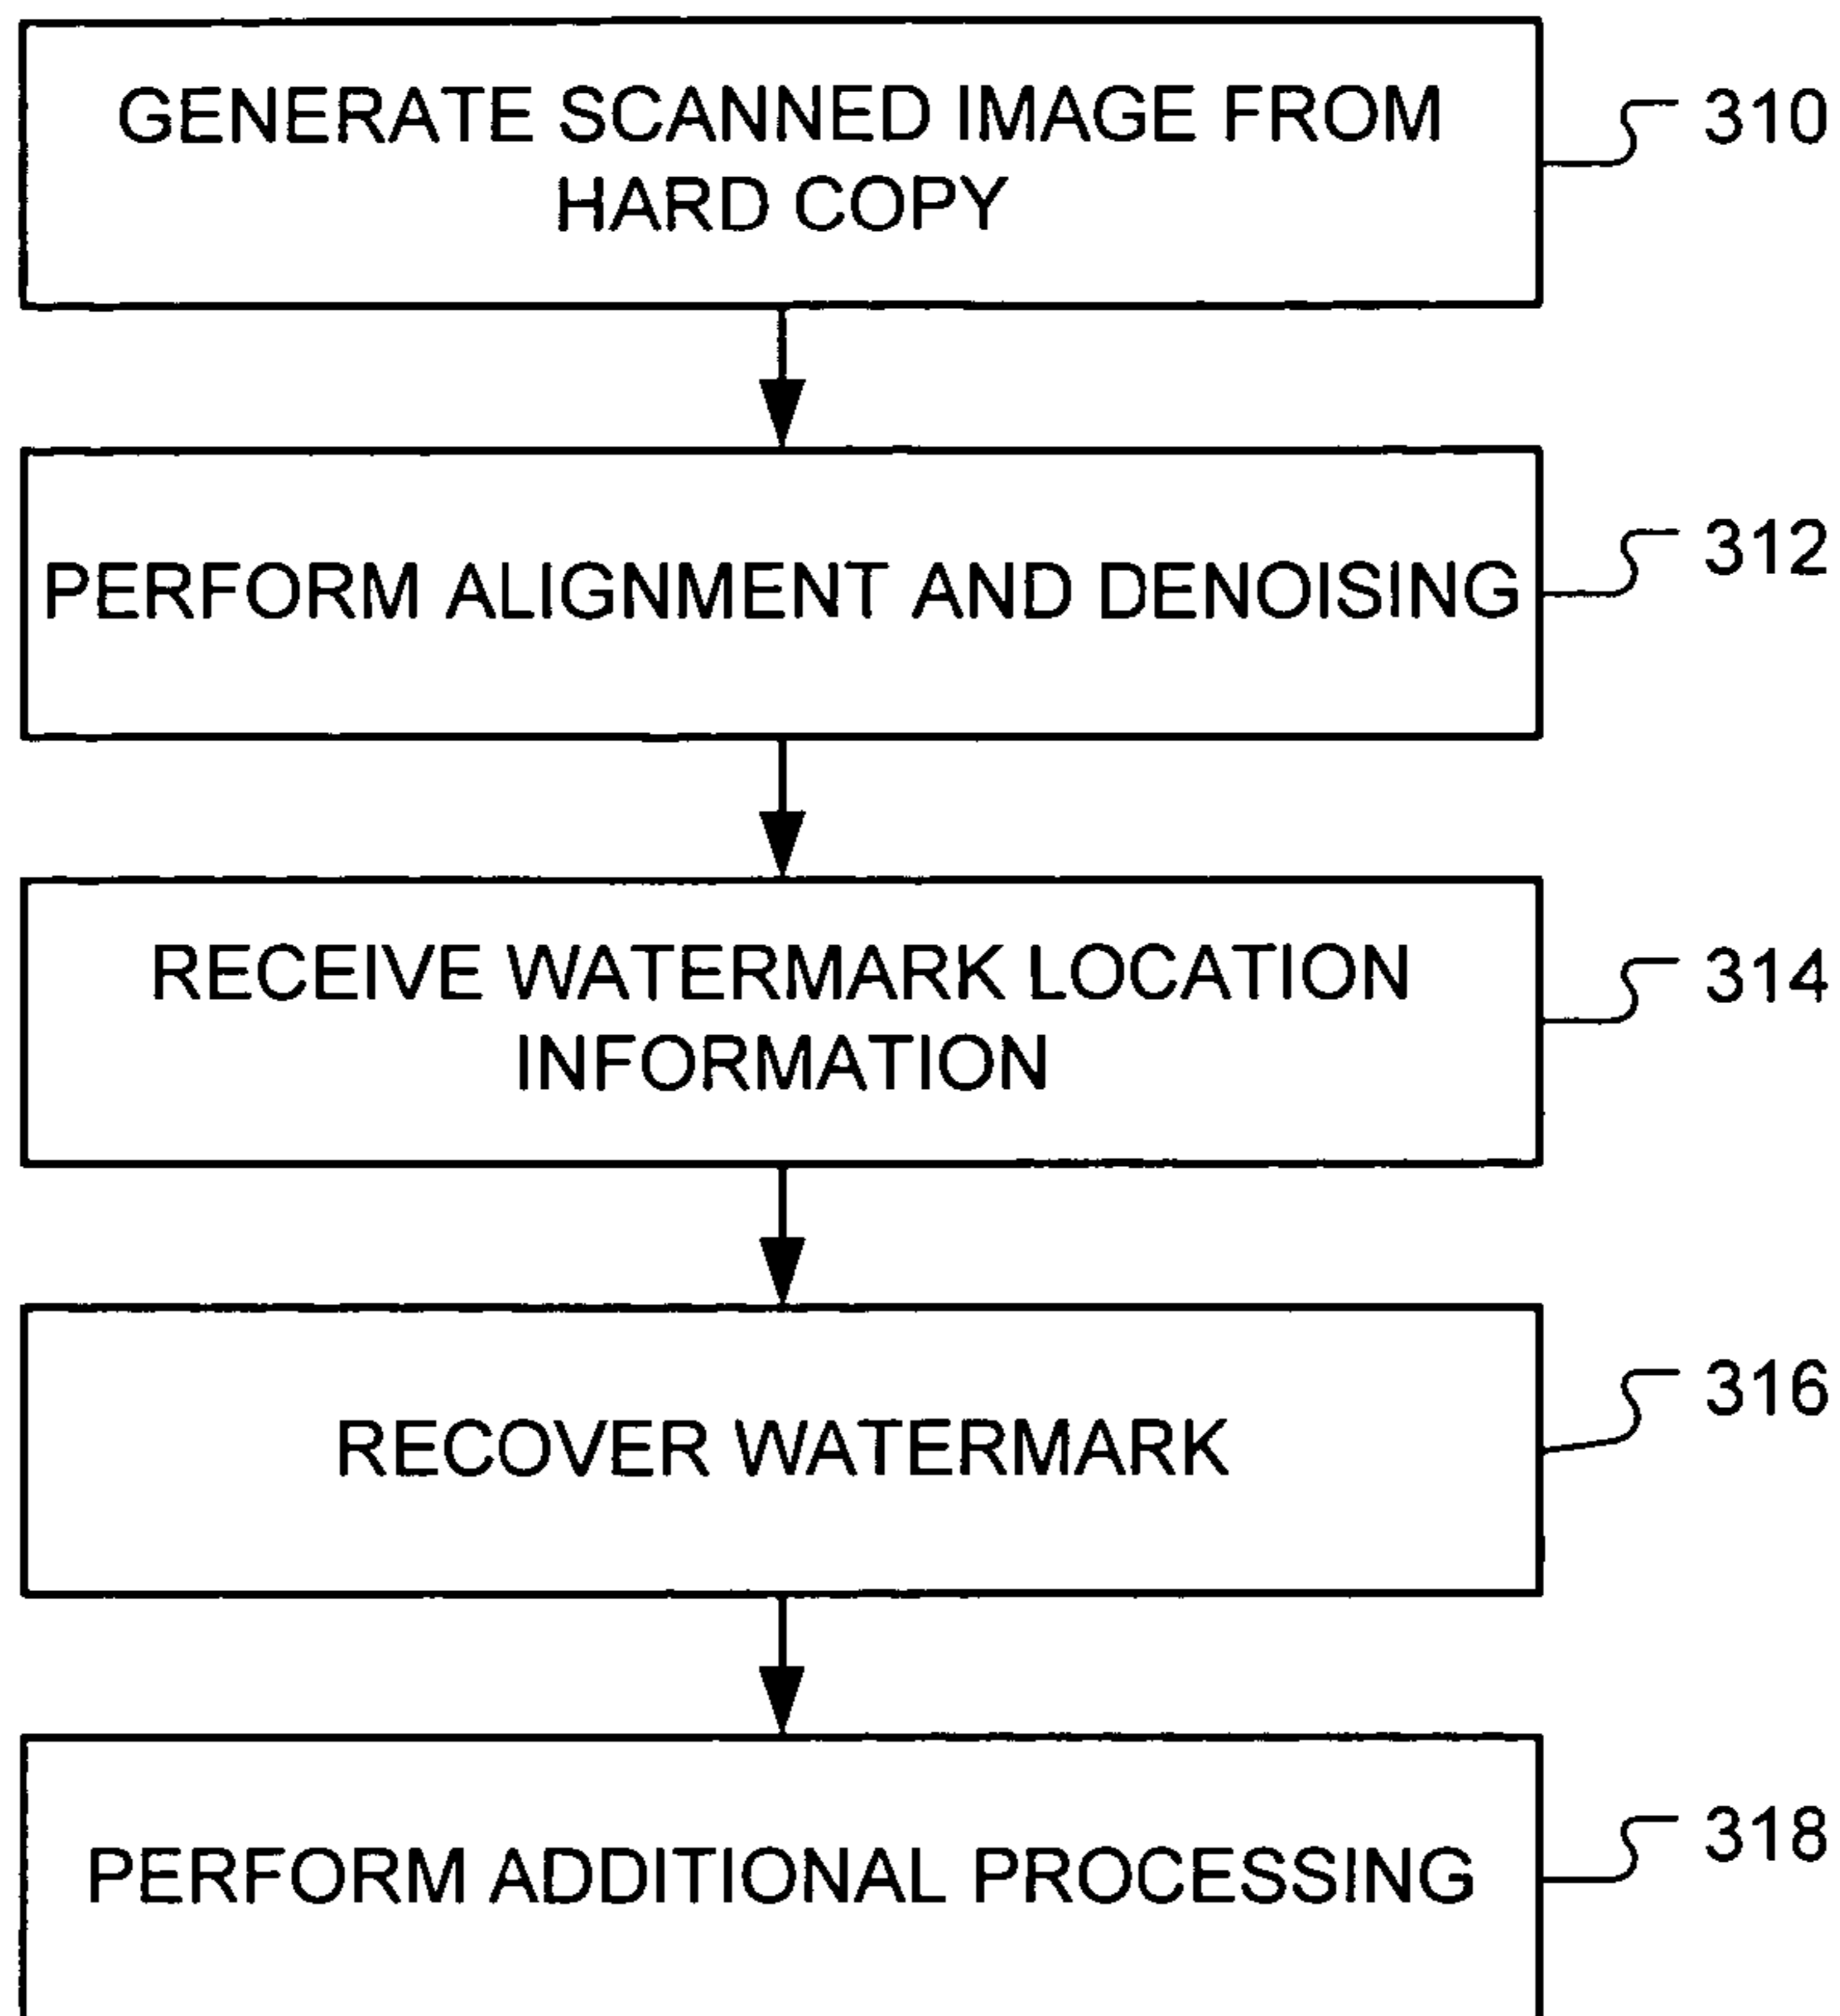 GENERATE SCANNED IMAGE FROM
HARD COPY
310
PERFORM ALIGNMENT AND DENOISING
312
RECEIVE WATERMARK LOCATION
INFORMATION
314
RECOVER WATERMARK
316
PERFORM ADDITIONAL PROCESSING
318